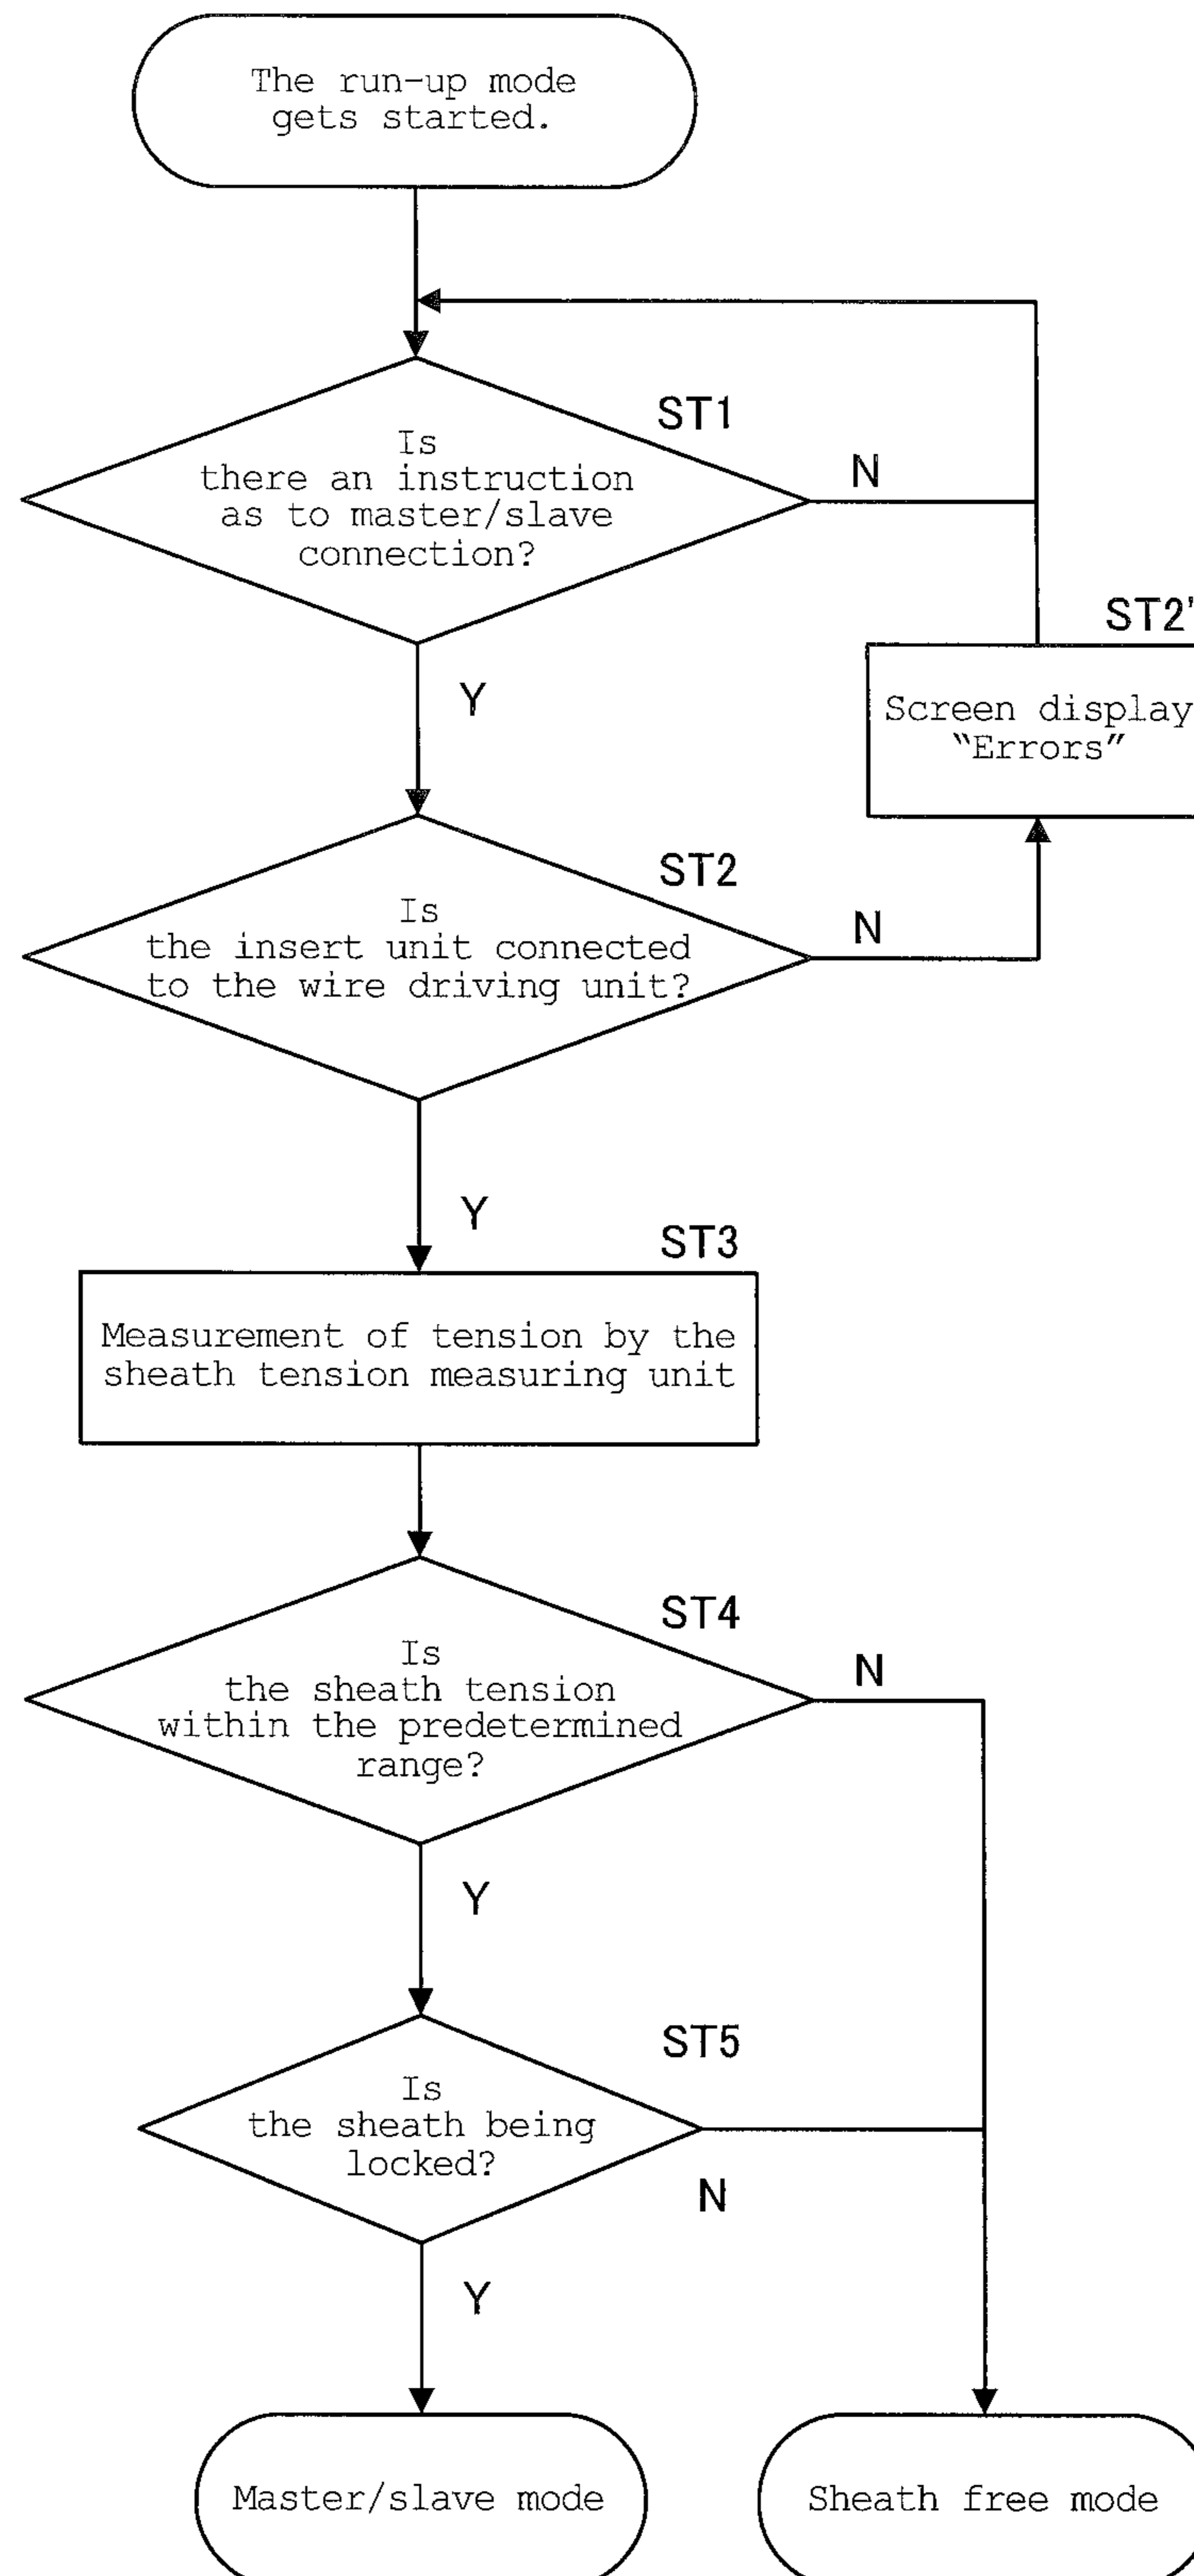 The run-up mode
gets started.
ST1
Is
there an instruction
as to master/slave
connection?
N
Y
ST2'
Screen display
“Errors”
ST2
Is
the insert unit connected
to the wire driving unit?
N
Y
ST3
Measurement of tension by the
sheath tension measuring unit
ST4
Is
the sheath tension
within the predetermined
range?
N
Y
ST5
Is
the sheath being
locked?
N
Y
Master/slave mode
Sheath free mode